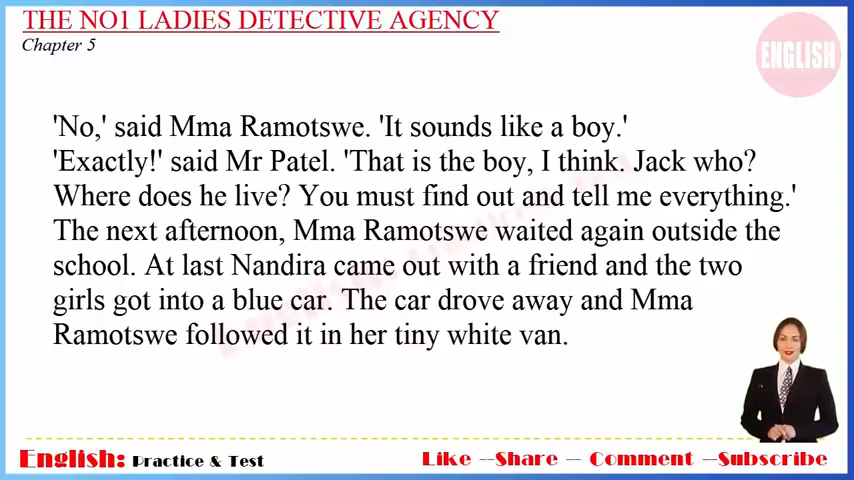 THE NO1 LADIES DETECTIVE AGENCY
Chapter 5
ENGLISH
'No,' said Mma Ramotswe. 'It sounds like a boy.'
'Exactly!' said Mr Patel. 'That is the boy, I think. Jack who?
Where does he live? You must find out and tell me everything.'
The next afternoon, Mma Ramotswe waited again outside the
school. At last Nandira came out with a friend and the two
girls got into a blue car. The car drove away and Mma
Ramotswe followed it in her tiny white van.
English: Practice & Test
Like --Share -- Comment --Subscribe